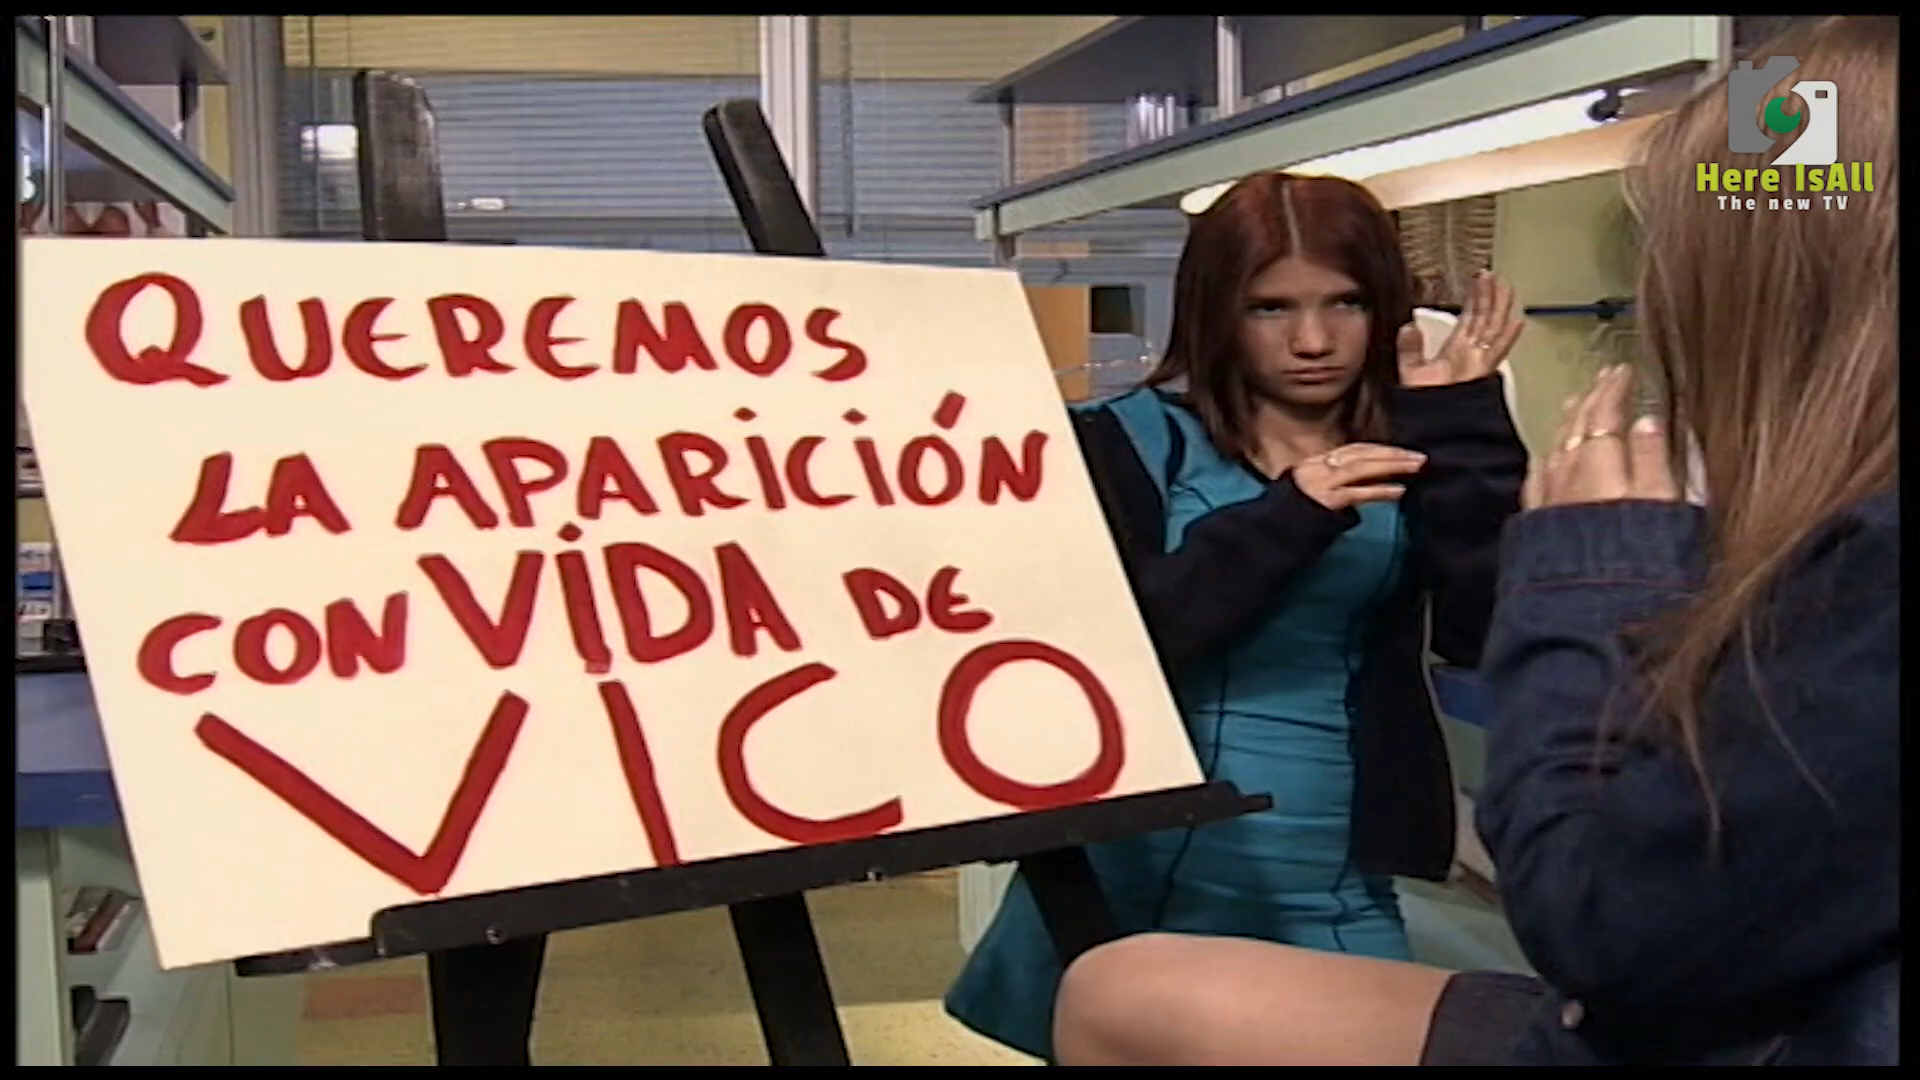 QUEREMOS
LA APARICIÓN
CON VIDA DE
VICO
Here IsAll
The new TV